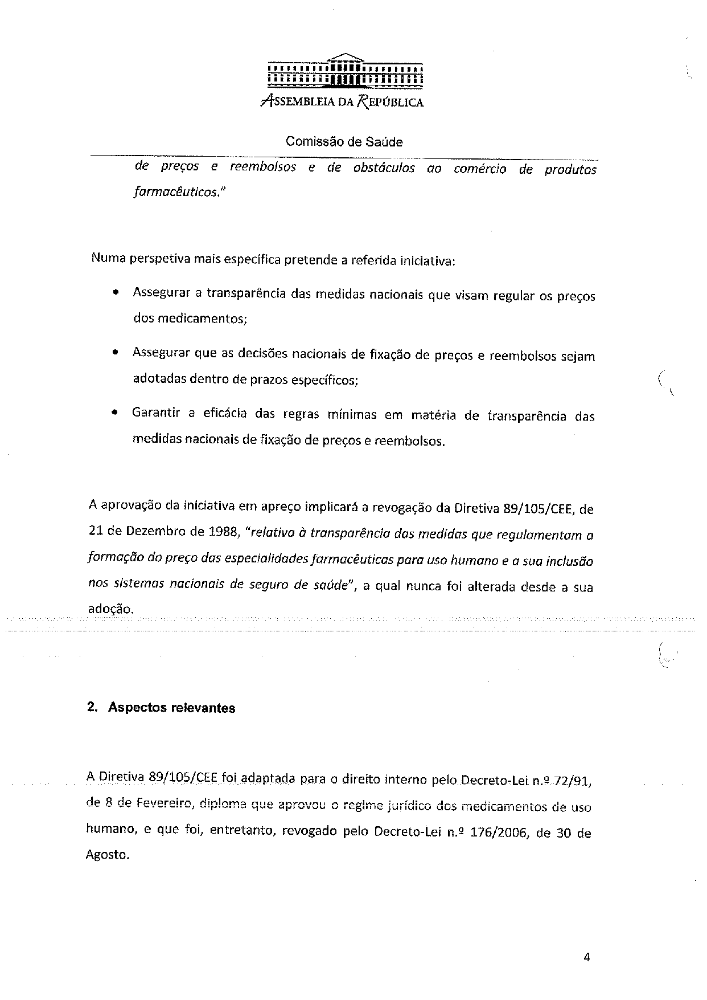 ASSEMBLEIA DA REPÚBLICA
Comissão de Saúde
de preços e reembolsos e de obstáculos ao comércio de produtos
farmacêuticos."
Numa perspetiva mais específica pretende a referida iniciativa:
• Assegurar a transparência das medidas nacionais que visam regular os preços
dos medicamentos;
• Assegurar que as decisões nacionais de fixação de preços e reembolsos sejam
adotadas dentro de prazos específicos;
• Garantir a eficácia das regras mínimas em matéria de transparência das
medidas nacionais de fixação de preços e reembolsos.
A aprovação da iniciativa em apreço implicará a revogação da Diretiva 89/105/CEE, de
21 de Dezembro de 1988, "relativa à transparência das medidas que regulamentam a
formação do preço das especialidades farmacêuticas para uso humano e a sua inclusão
nos sistemas nacionais de seguro de saúde", a qual nunca foi alterada desde a sua
adoção.
2. Aspectos relevantes
A Diretiva 89/105/CEE foi adaptada para o direito interno pelo Decreto-Lei n.º 72/91,
de 8 de Fevereiro, diploma que aprovou o regime jurídico dos medicamentos de uso
humano, e que foi, entretanto, revogado pelo Decreto-Lei n.º 176/2006, de 30 de
Agosto.
4